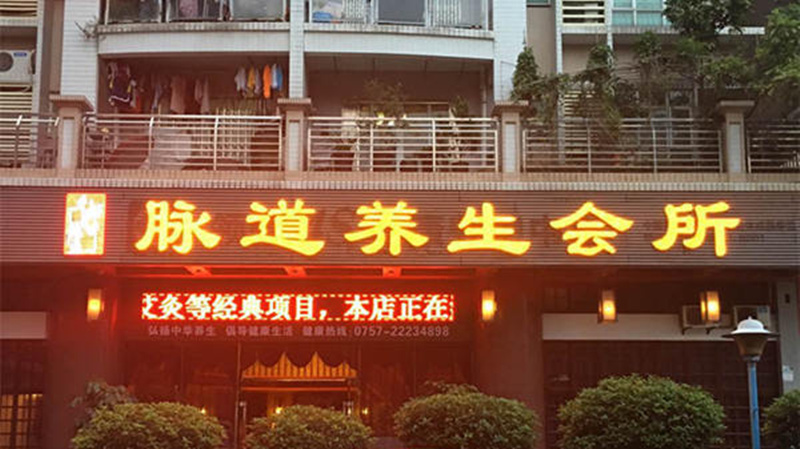 脉道养生会所
艾灸等经典项目,本店正在
弘扬中华养生 倡导健康生活 健康热线:0757-22234898